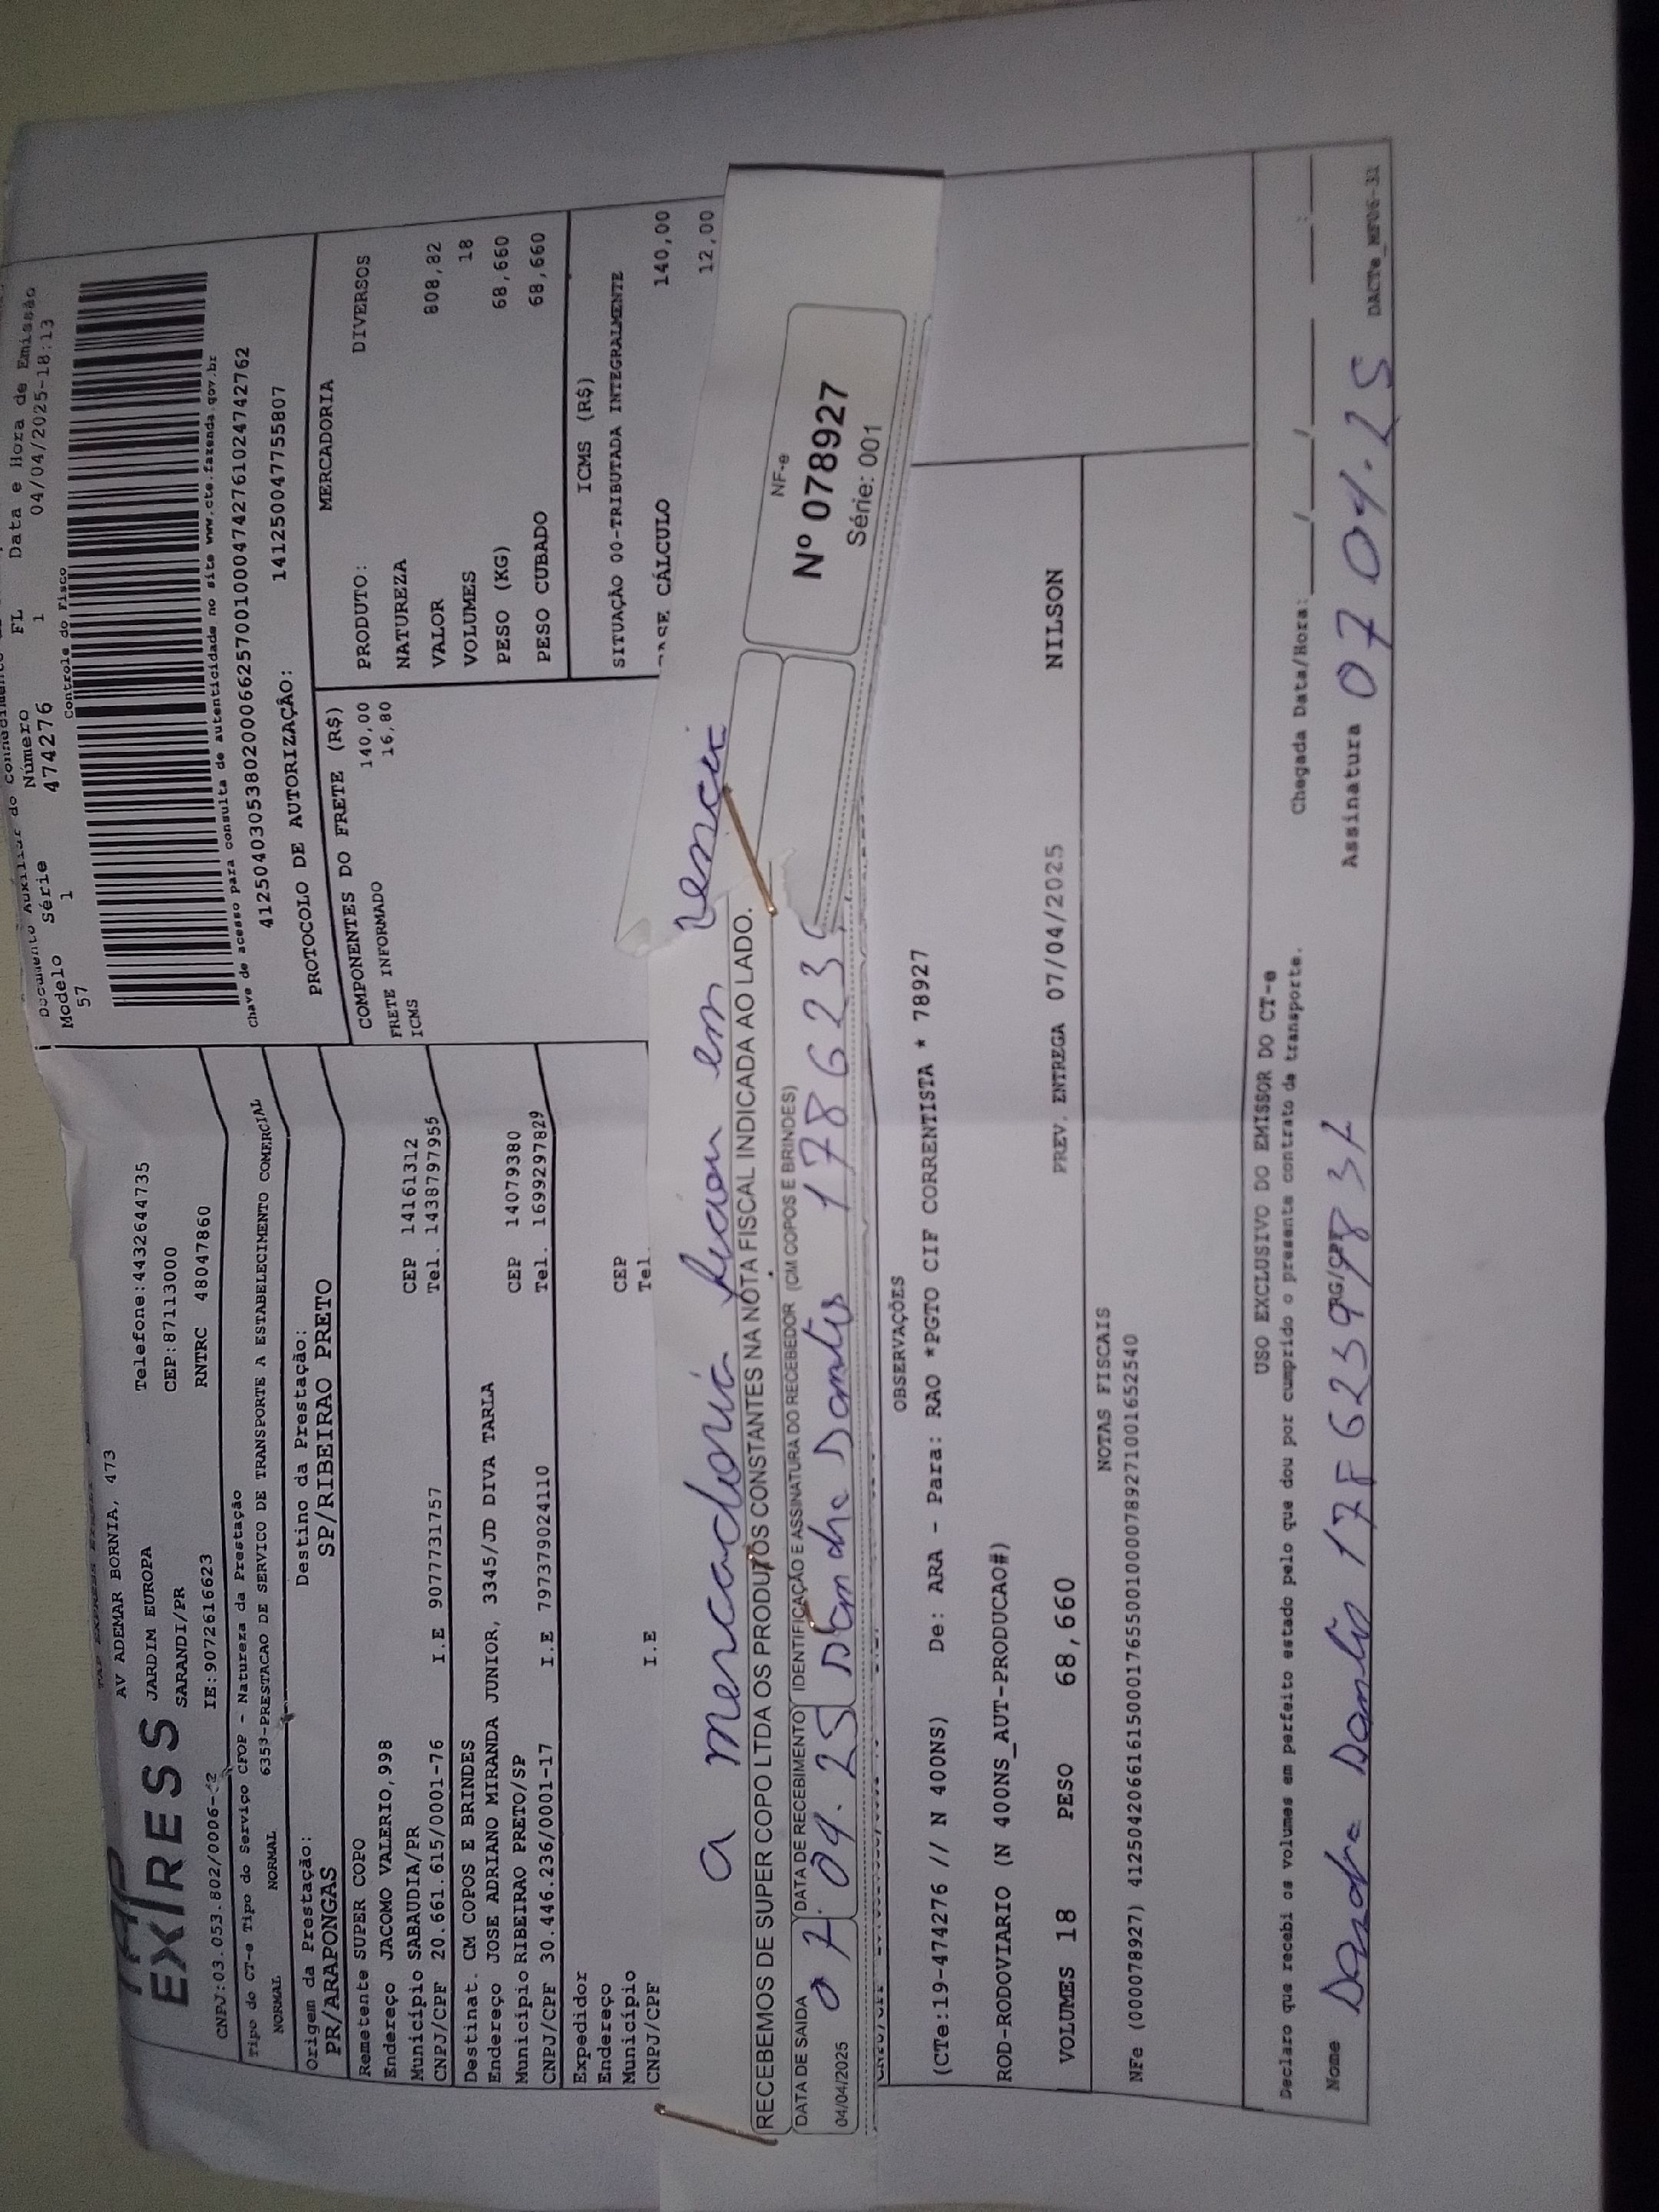 EXPRESS
AV ADEMAR BORNIA, 473
JARDIM EUROPA
SARANDI/PR
Telefone:4432644735
CEP:87113000
CNPJ:03.053.802/0006- IE:9072616623 RNTRC 48047860
Documento Auxiliar do
Modelo Série Número FL Data e Hora de Emissão
57 1 474276 1 04/04/2025-18:13
Controle do Fisco
Chave de acesso para consulta de autenticidade no site www.cte.fazenda.gov.br
41250403053802000662570010004742761024742762
PROTOCOLO DE AUTORIZAÇÃO: 141250047755807
Tipo do CT-e Tipo do Serviço CFOP - Natureza da Prestação
NORMAL NORMAL 6353-PRESTACAO DE SERVICO DE TRANSPORTE A ESTABELECIMENTO COMERCIAL
Origem da Prestação: Destino da Prestação:
PR/ARAPONGAS SP/RIBEIRAO PRETO
Remetente SUPER COPO
Endereço JACOMO VALERIO,998
Município SABAUDIA/PR CEP 14161312
CNPJ/CPF 20.661.615/0001-76 I.E 9077731757 Tel. 1438797955
Destinat. CM COPOS E BRINDES
Endereço JOSE ADRIANO MIRANDA JUNIOR, 3345/JD DIVA TARLA
Município RIBEIRAO PRETO/SP CEP 14079380
CNPJ/CPF 30.446.236/0001-17 I.E 797379024110 Tel. 16992978​29
Expedidor
Endereço
Município CEP
CNPJ/CPF I.E Tel.
COMPONENTES DO FRETE (R$)
FRETE INFORMADO 140,00
ICMS 16,80
MERCADORIA
PRODUTO: DIVERSOS
NATUREZA
VALOR 808,82
VOLUMES 18
PESO (KG) 68,660
PESO CUBADO 68,660
ICMS (R$)
SITUAÇÃO 00-TRIBUTADA INTEGRALMENTE
BASE CÁLCULO 140,00
12,00
a mercadoria ficou em
RECEBEMOS DE SUPER COPO LTDA OS PRODUTOS CONSTANTES NA NOTA FISCAL INDICADA AO LADO.
DATA DE SAIDA DATA DE RECEBIMENTO IDENTIFICAÇÃO E ASSINATURA DO RECEBEDOR (CM COPOS E BRINDES)
04/04/2025 07.04.25 178623
NF-e
Nº 078927
Série: 001
OBSERVAÇÕES
(CTe:19-474276 // N 400NS) De: ARA - Para: RAO *PGTO CIF CORRENTISTA * 78927
ROD-RODOVIARIO (N 400NS_AUT-PRODUCAO#)
VOLUMES 18 PESO 68,660 PREV. ENTREGA 07/04/2025 NILSON
NOTAS FISCAIS
NFe (000078927) 41250420661615000176550010000789271001652540
USO EXCLUSIVO DO EMISSOR DO CT-e
Declaro que recebi os volumes em perfeito estado pelo que dou por cumprido o presente contrato de transporte. Chegada Data/Hora:___/___/___ ___:___
Nome RG/CPF Assinatura 07 04.25
DACTe_MF06-32